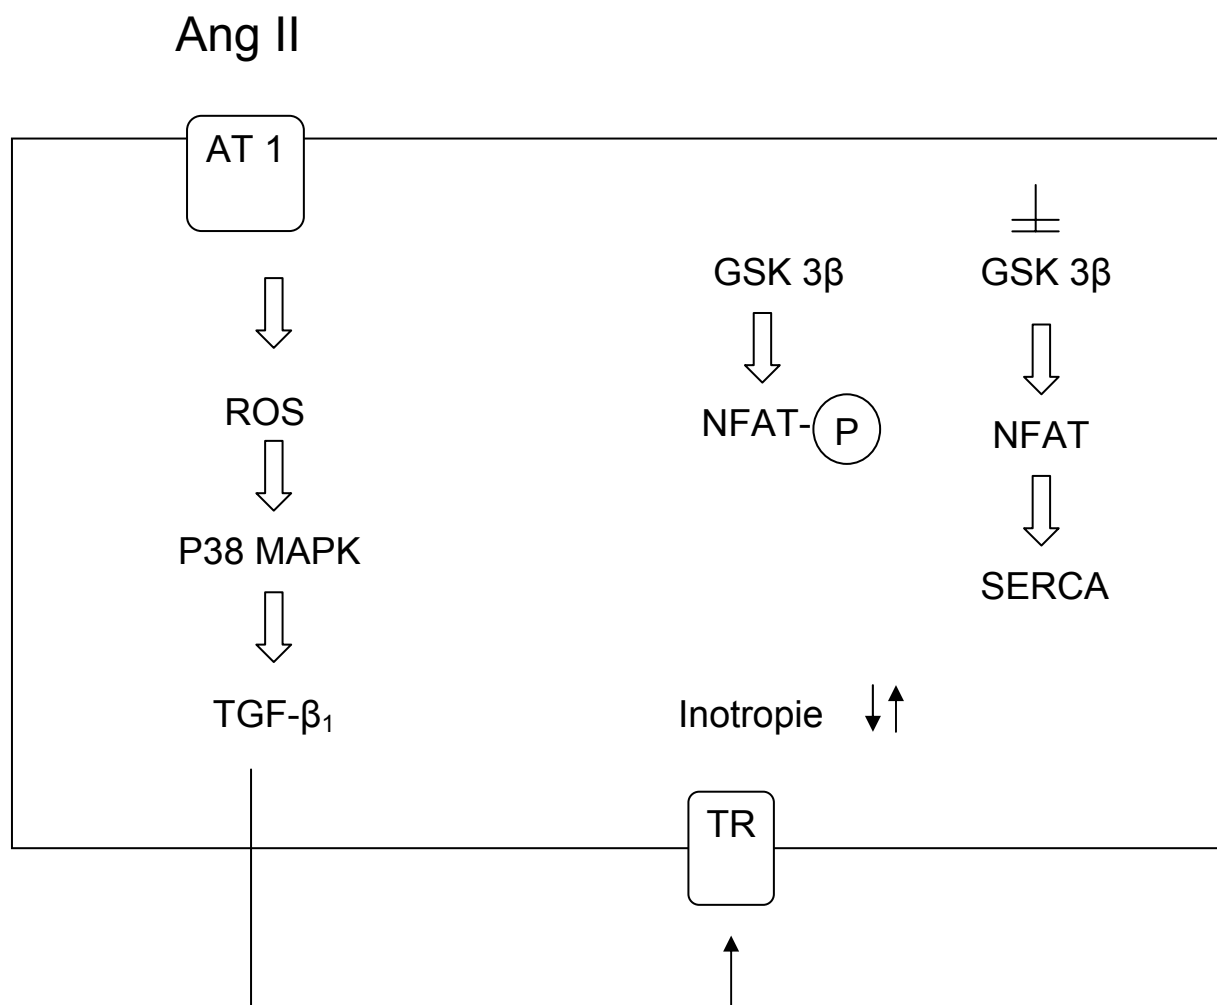 Ang II
AT 1
GSK 3β
GSK 3β
ROS
NFAT-P
NFAT
P38 MAPK
SERCA
TGF-β₁
Inotropie
TR